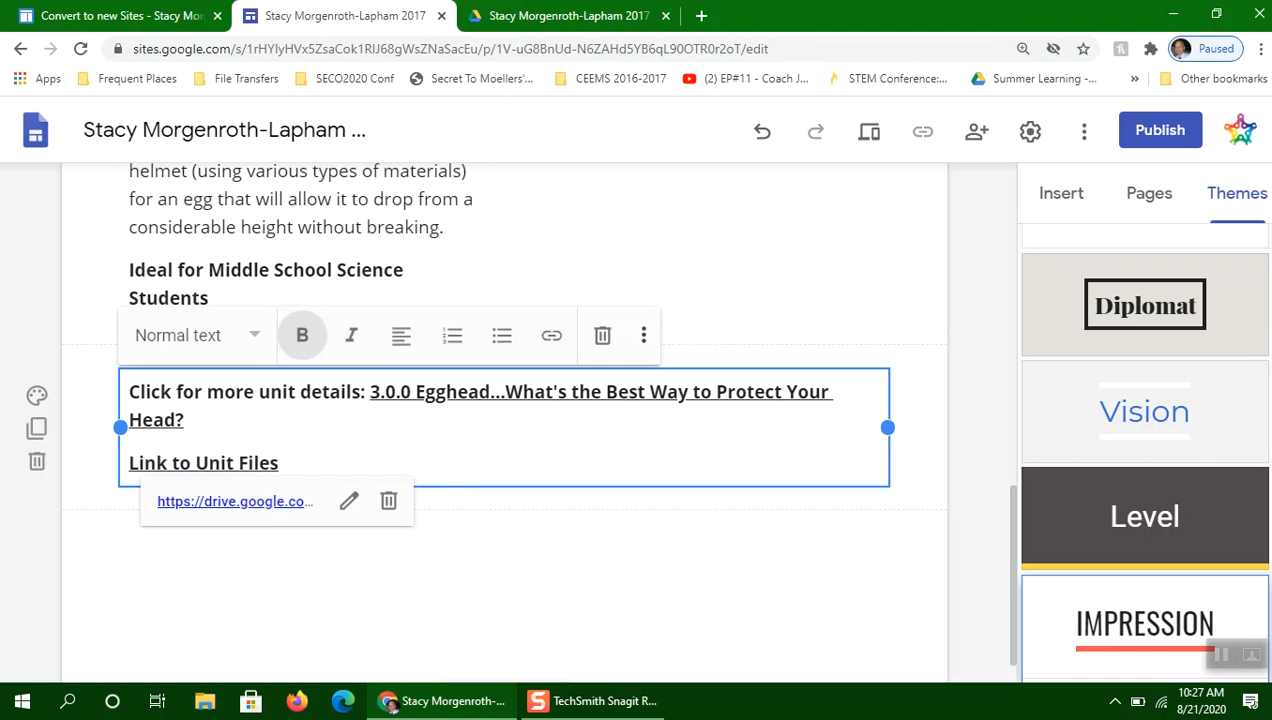 Convert to new Sites - Stacy Mor
Stacy Morgenroth-Lapham 2017
Stacy Morgenroth-Lapham 2017
sites.google.com/s/1rHYlyHVx5ZsaCok1RlJ68gWsZNaSacEu/p/1V-uG8BnUd-N6ZAHd5YB6qL90OTR0r2oT/edit
Paused
Apps
Frequent Places
File Transfers
SECO2020 Conf
Secret To Moellers'...
CEEMS 2016-2017
(2) EP#11 - Coach J...
STEM Conference:...
Summer Learning -...
»
Other bookmarks
Stacy Morgenroth-Lapham ...
Publish
helmet (using various types of materials)
for an egg that will allow it to drop from a
considerable height without breaking.
Ideal for Middle School Science
Students
Normal text
B
I
Click for more unit details: 3.0.0 Egghead...What's the Best Way to Protect Your
Head?
Link to Unit Files
https://drive.google.co...
Insert
Pages
Themes
Diplomat
Vision
Level
IMPRESSION
Stacy Morgenroth-...
S
TechSmith Snagit R...
10:27 AM
8/21/2020